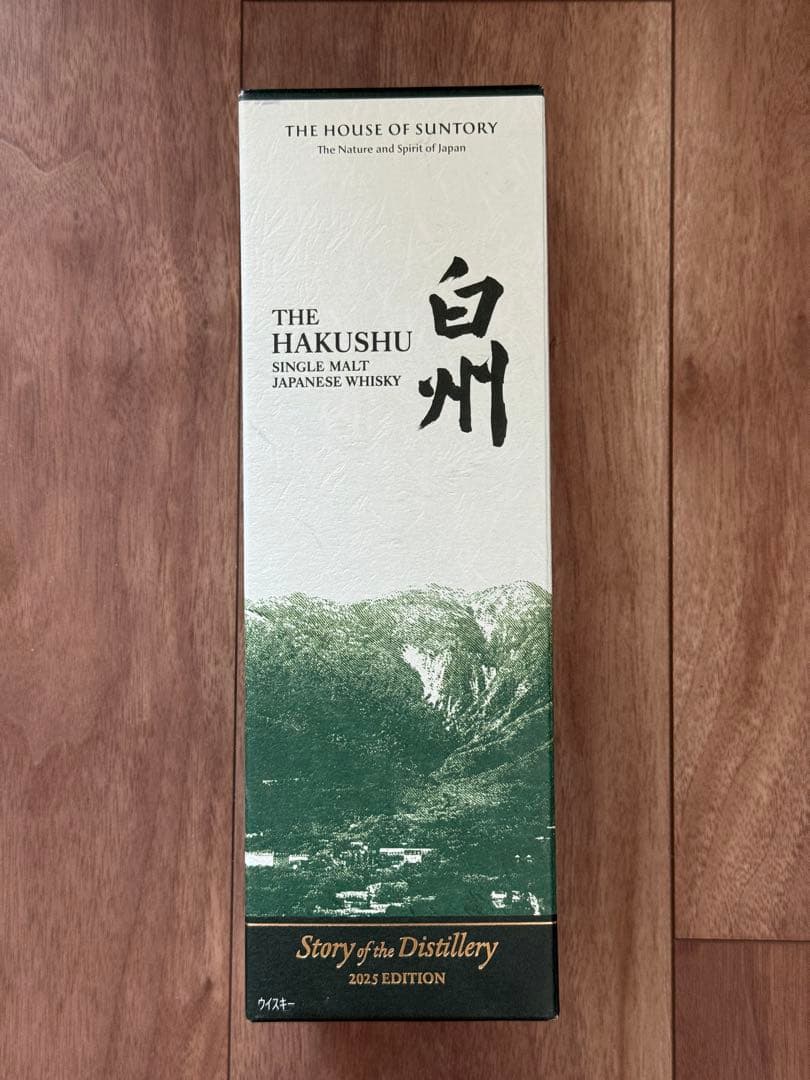 THE HOUSE OF SUNTORY
The Nature and Spirit of Japan
THE
HAKUSHU
SINGLE MALT
JAPANESE WHISKY
白州
Story of the Distillery
2025 EDITION
ウイスキー